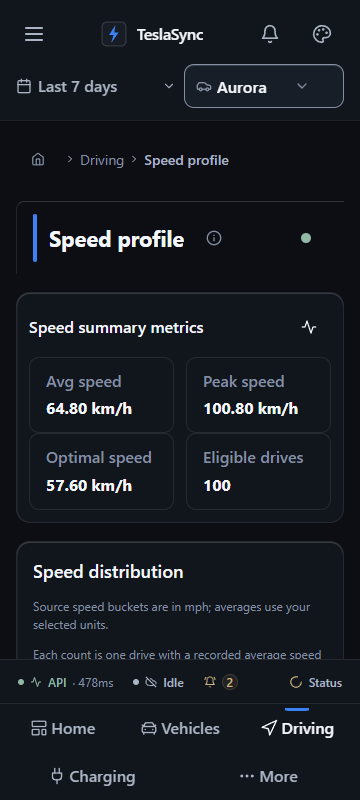 TeslaSync
Last 7 days
Aurora
Driving
Speed profile
Speed profile
Speed summary metrics
Avg speed
Peak speed
64.80 km/h
100.80 km/h
Optimal speed
Eligible drives
57.60 km/h
100
Speed distribution
Source speed buckets are in mph; averages use your
selected units.
Each count is one drive with a recorded average speed
API · 478ms
Idle
2
Status
Home
Vehicles
Driving
Charging
More